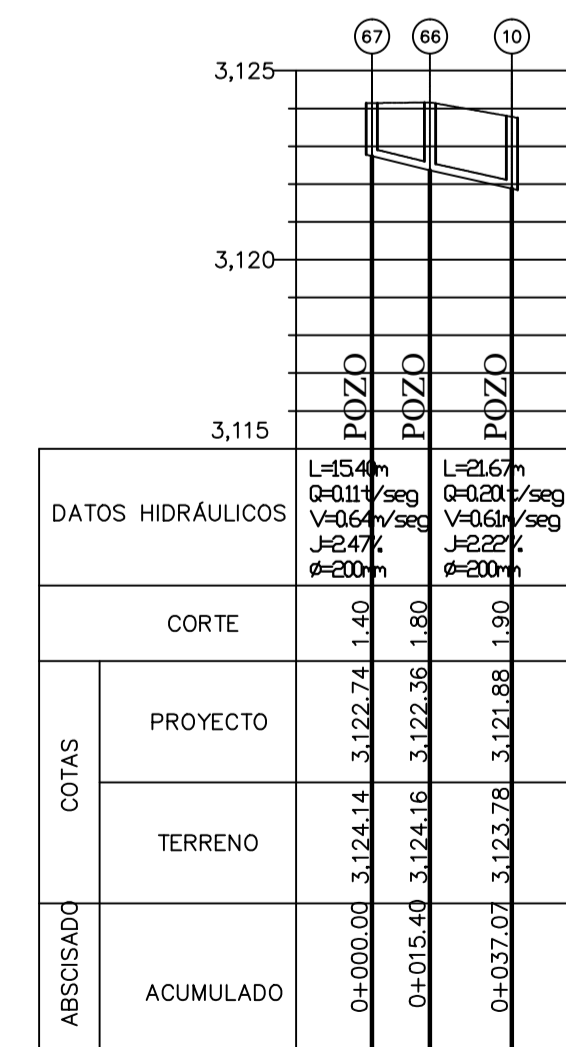 67 66 10
3,125
3,120
3,115
POZO POZO POZO
DATOS HIDRÁULICOS
L=15.40m
Q=0.11lt/seg
V=0.64m/seg
J=2.47%
Ø=200mm
L=21.67m
Q=0.20lt/seg
V=0.61m/seg
J=2.22%
Ø=200mm
CORTE 1.40 1.80 1.90
COTAS
PROYECTO 3,122.74 3,122.36 3,121.88
TERRENO 3,124.14 3,124.16 3,123.78
ABSCISADO
ACUMULADO 0+000.00 0+015.40 0+037.07